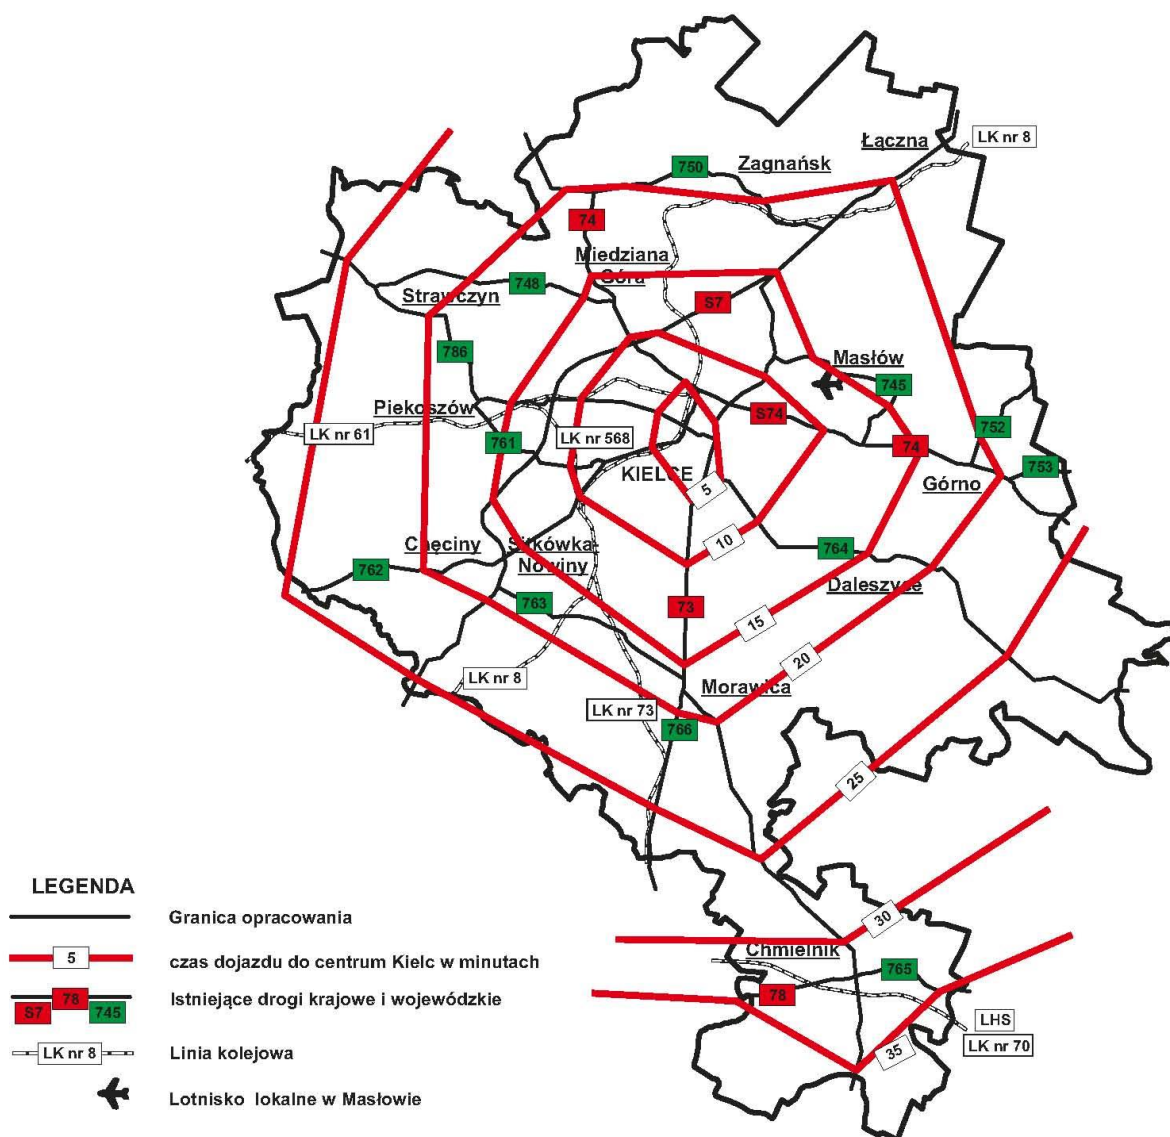 Łączna
LK nr 8
750
Zagnańsk
74
Miedziana
Góra
748
Strawczyn
S7
786
Masłów
745
Piekoszów
S74
752
LK nr 61
761
LK nr 568
74
753
KIELCE
Górno
5
10
764
Chęciny
Sitkówka-
Nowiny
762
Daleszyce
763
73
15
20
LK nr 8
Morawica
LK nr 73
766
25
30
Chmielnik
765
78
LHS
LK nr 70
35
LEGENDA
Granica opracowania
5
czas dojazdu do centrum Kielc w minutach
78
Istniejące drogi krajowe i wojewódzkie
S7
745
LK nr 8
Linia kolejowa
Lotnisko lokalne w Masłowie